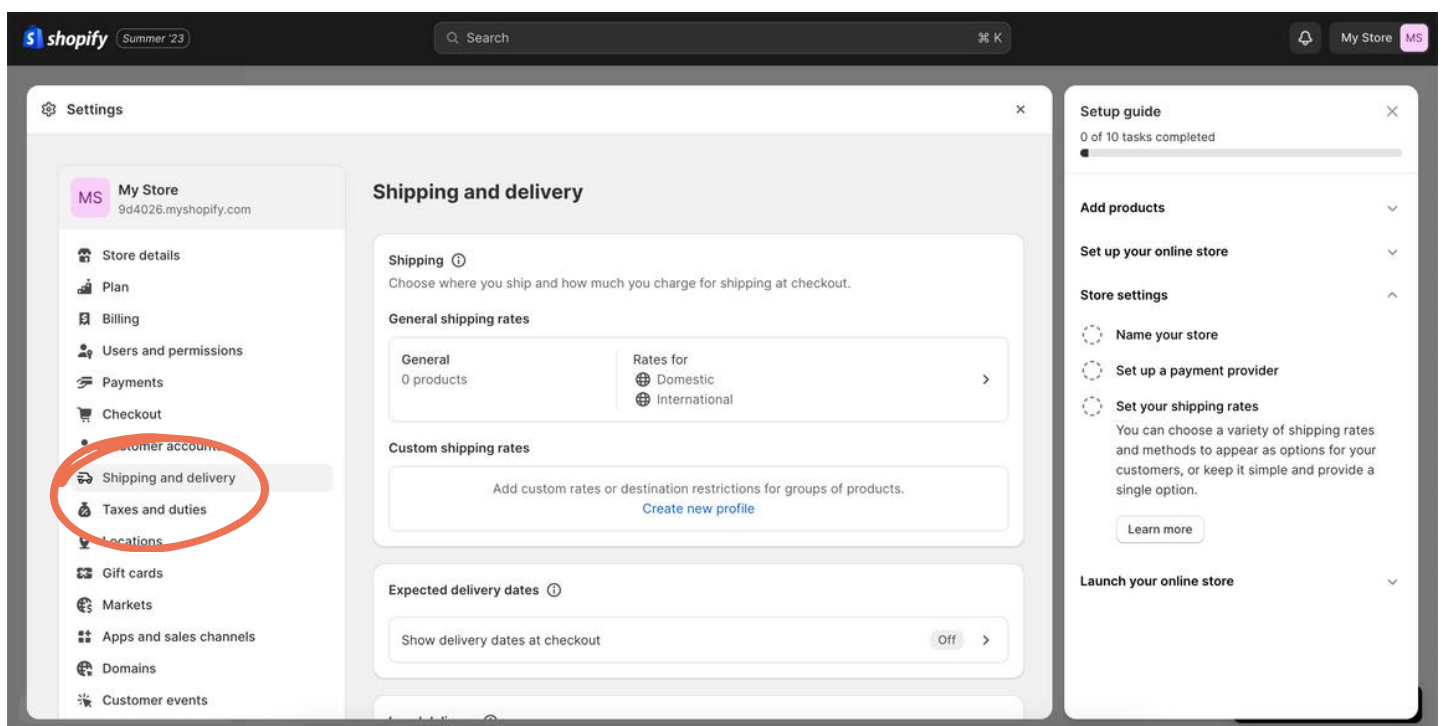 shopify Summer '23
Search ⌘ K
My Store MS
Settings
MS My Store
9d4026.myshopify.com
Store details
Plan
Billing
Users and permissions
Payments
Checkout
Customer accounts
Shipping and delivery
Taxes and duties
Locations
Gift cards
Markets
Apps and sales channels
Domains
Customer events
Shipping and delivery
Shipping
Choose where you ship and how much you charge for shipping at checkout.
General shipping rates
General
0 products
Rates for
Domestic
International
Custom shipping rates
Add custom rates or destination restrictions for groups of products.
Create new profile
Expected delivery dates
Show delivery dates at checkout Off
Setup guide
0 of 10 tasks completed
Add products
Set up your online store
Store settings
Name your store
Set up a payment provider
Set your shipping rates
You can choose a variety of shipping rates
and methods to appear as options for your
customers, or keep it simple and provide a
single option.
Learn more
Launch your online store